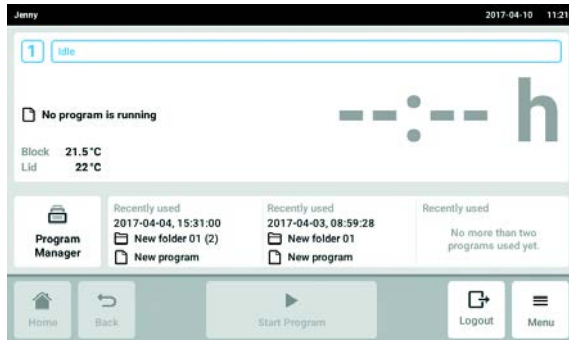 Jenny
2017-04-10 11:21
1 Idle
No program is running
--:-- h
Block 21.5°C
Lid 22°C
Program
Manager
Recently used
2017-04-04, 15:31:00
New folder 01 (2)
New program
Recently used
2017-04-03, 08:59:28
New folder 01
New program
Recently used
No more than two
programs used yet.
Home
Back
Start Program
Logout
Menu